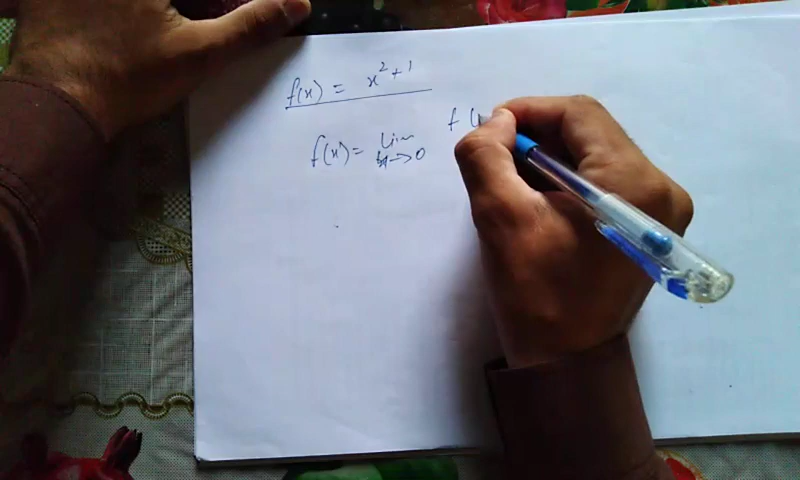 f(x) = x²+1
f(x) = lim f (
→0